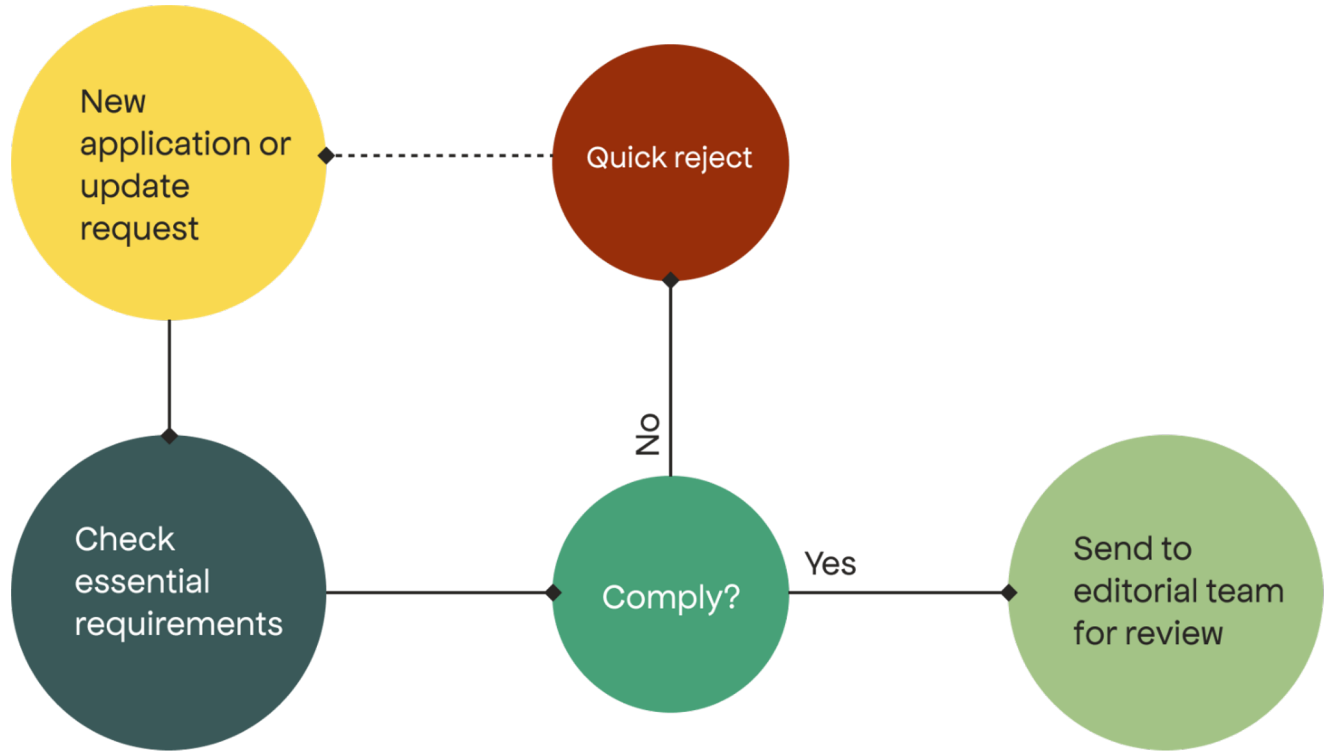 New
application or
update
request
Quick reject
No
Check
essential
requirements
Comply?
Yes
Send to
editorial team
for review